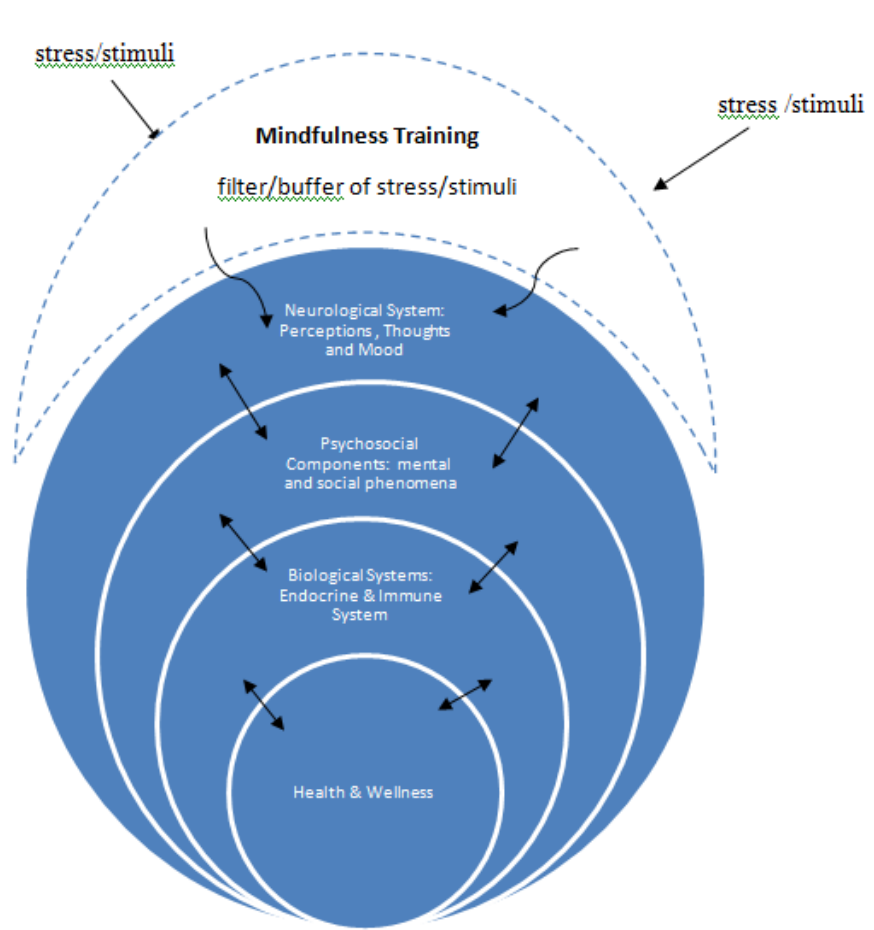 stress/stimuli
stress /stimuli
Mindfulness Training
filter/buffer of stress/stimuli
Neurological System:
Perceptions , Thoughts
and Mood
Psychosocial
Components:  mental
and social phenomena
Biological Systems:
Endocrine & Immune
System
Health & Wellness